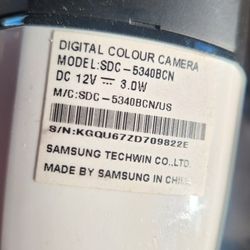 DIGITAL COLOUR CAMERA
MODEL:SDC-5340BCN
DC 12V ⎓ 3.0W
M/C:SDC-5340BCN/US
S/N:KGQU67ZD709822E
SAMSUNG TECHWIN CO.,LTD.
MADE BY SAMSUNG IN CHINA